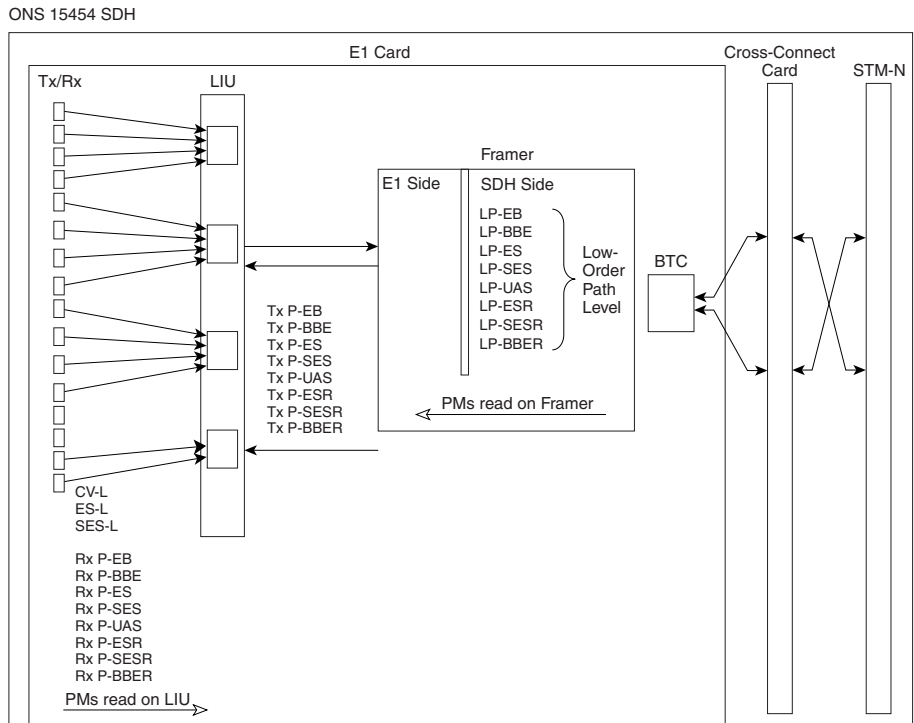 ONS 15454 SDH
E1 Card
Cross-Connect
Card
STM-N
Tx/Rx
LIU
Framer
E1 Side
SDH Side
LP-EB
LP-BBE
LP-ES
LP-SES
LP-UAS
LP-ESR
LP-SESR
LP-BBER
Low-
Order
Path
Level
BTC
Tx P-EB
Tx P-BBE
Tx P-ES
Tx P-SES
Tx P-UAS
Tx P-ESR
Tx P-SESR
Tx P-BBER
PMs read on Framer
CV-L
ES-L
SES-L
Rx P-EB
Rx P-BBE
Rx P-ES
Rx P-SES
Rx P-UAS
Rx P-ESR
Rx P-SESR
Rx P-BBER
PMs read on LIU